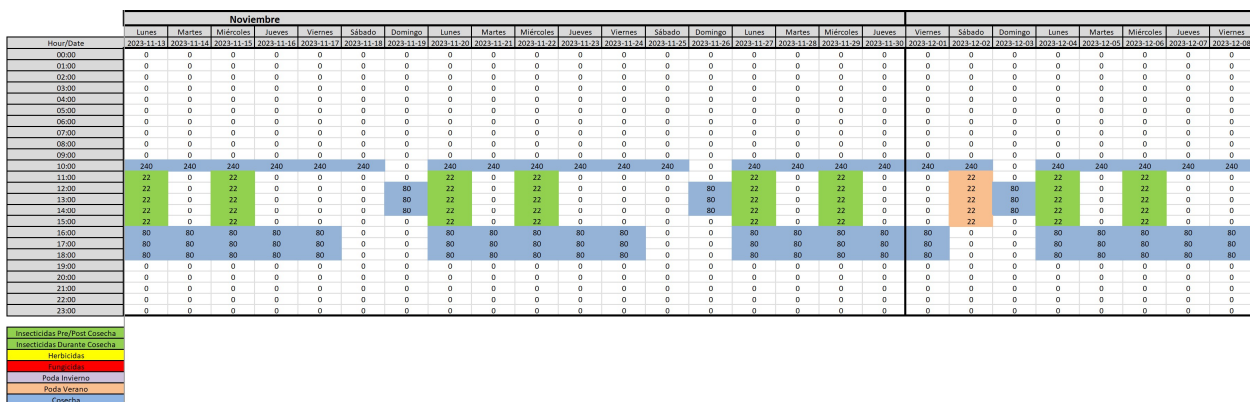 Noviembre
Lunes Martes Miércoles Jueves Viernes Sábado Domingo Lunes Martes Miércoles Jueves Viernes Sábado Domingo Lunes Martes Miércoles Jueves Viernes Sábado Domingo Lunes Martes Miércoles Jueves Viernes
Hour/Date 2023-11-13 2023-11-14 2023-11-15 2023-11-16 2023-11-17 2023-11-18 2023-11-19 2023-11-20 2023-11-21 2023-11-22 2023-11-23 2023-11-24 2023-11-25 2023-11-26 2023-11-27 2023-11-28 2023-11-29 2023-11-30 2023-12-01 2023-12-02 2023-12-03 2023-12-04 2023-12-05 2023-12-06 2023-12-07 2023-12-08
00:00 0 0 0 0 0 0 0 0 0 0 0 0 0 0 0 0 0 0 0 0 0 0 0 0 0 0
01:00 0 0 0 0 0 0 0 0 0 0 0 0 0 0 0 0 0 0 0 0 0 0 0 0 0 0
02:00 0 0 0 0 0 0 0 0 0 0 0 0 0 0 0 0 0 0 0 0 0 0 0 0 0 0
03:00 0 0 0 0 0 0 0 0 0 0 0 0 0 0 0 0 0 0 0 0 0 0 0 0 0 0
04:00 0 0 0 0 0 0 0 0 0 0 0 0 0 0 0 0 0 0 0 0 0 0 0 0 0 0
05:00 0 0 0 0 0 0 0 0 0 0 0 0 0 0 0 0 0 0 0 0 0 0 0 0 0 0
06:00 0 0 0 0 0 0 0 0 0 0 0 0 0 0 0 0 0 0 0 0 0 0 0 0 0 0
07:00 0 0 0 0 0 0 0 0 0 0 0 0 0 0 0 0 0 0 0 0 0 0 0 0 0 0
08:00 0 0 0 0 0 0 0 0 0 0 0 0 0 0 0 0 0 0 0 0 0 0 0 0 0 0
09:00 0 0 0 0 0 0 0 0 0 0 0 0 0 0 0 0 0 0 0 0 0 0 0 0 0 0
10:00 240 240 240 240 240 240 0 240 240 240 240 240 240 0 240 240 240 240 240 240 0 240 240 240 240 240
11:00 22 0 22 0 0 0 0 22 0 22 0 0 0 0 22 0 22 0 0 22 0 22 0 22 0 0
12:00 22 0 22 0 0 0 80 22 0 22 0 0 0 80 22 0 22 0 0 22 80 22 0 22 0 0
13:00 22 0 22 0 0 0 80 22 0 22 0 0 0 80 22 0 22 0 0 22 80 22 0 22 0 0
14:00 22 0 22 0 0 0 80 22 0 22 0 0 0 80 22 0 22 0 0 22 80 22 0 22 0 0
15:00 22 0 22 0 0 0 0 22 0 22 0 0 0 0 22 0 22 0 0 22 0 22 0 22 0 0
16:00 80 80 80 80 80 0 0 80 80 80 80 80 0 0 80 80 80 80 80 0 0 80 80 80 80 80
17:00 80 80 80 80 80 0 0 80 80 80 80 80 0 0 80 80 80 80 80 0 0 80 80 80 80 80
18:00 80 80 80 80 80 0 0 80 80 80 80 80 0 0 80 80 80 80 80 0 0 80 80 80 80 80
19:00 0 0 0 0 0 0 0 0 0 0 0 0 0 0 0 0 0 0 0 0 0 0 0 0 0 0
20:00 0 0 0 0 0 0 0 0 0 0 0 0 0 0 0 0 0 0 0 0 0 0 0 0 0 0
21:00 0 0 0 0 0 0 0 0 0 0 0 0 0 0 0 0 0 0 0 0 0 0 0 0 0 0
22:00 0 0 0 0 0 0 0 0 0 0 0 0 0 0 0 0 0 0 0 0 0 0 0 0 0 0
23:00 0 0 0 0 0 0 0 0 0 0 0 0 0 0 0 0 0 0 0 0 0 0 0 0 0 0
Insecticidas Pre/Post Cosecha
Insecticidas Durante Cosecha
Herbicidas
Fungicidas
Poda Invierno
Poda Verano
Cosecha